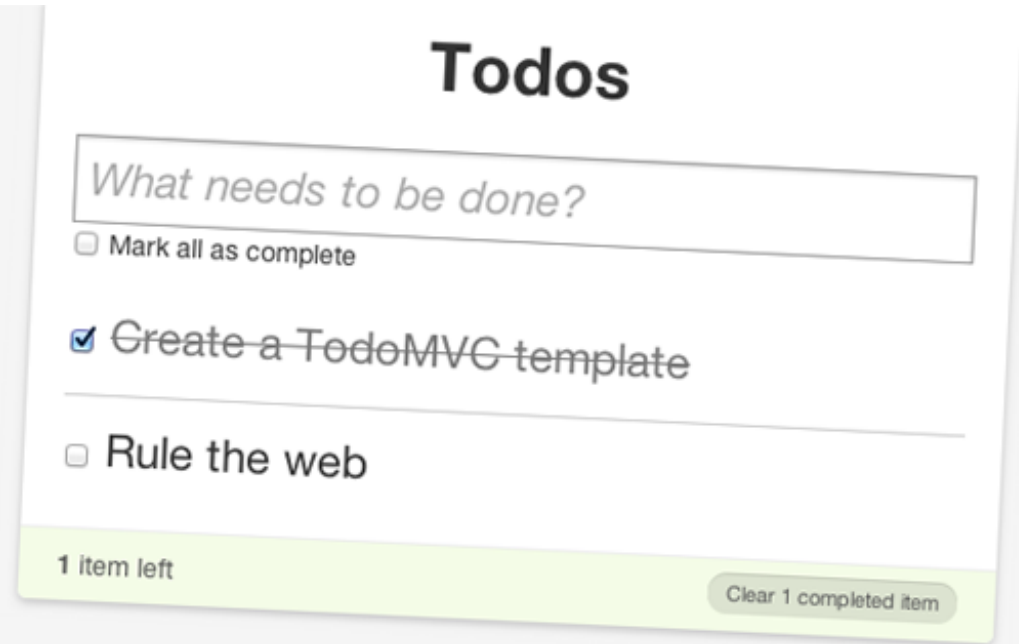 Todos
What needs to be done?
Mark all as complete
Create a TodoMVC template
Rule the web
1 item left
Clear 1 completed item